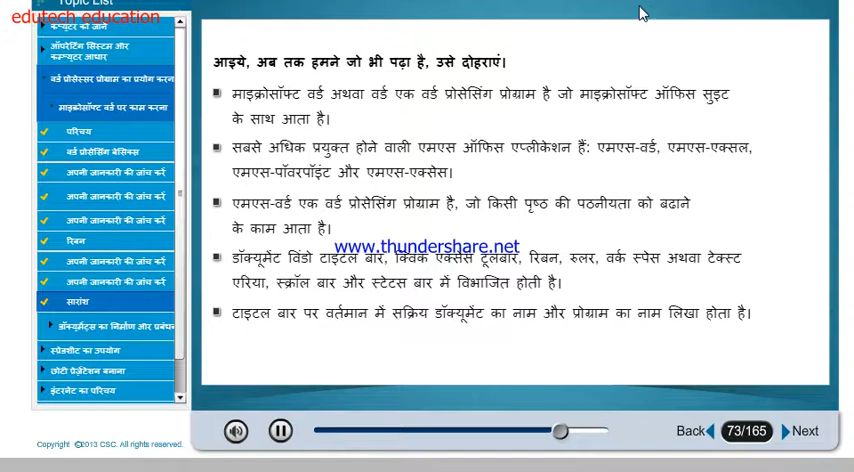 Topic List
edutech education
कम्प्यूटर को जानें
ऑपरेटिंग सिस्टम और
कम्प्यूटर आधार
वर्ड प्रोसेस्सर प्रोग्राम का प्रयोग करन
माइक्रोसॉफ्ट वर्ड पर काम करना
परिचय
वर्ड प्रोसेसिंग बेसिक्स
अपनी जानकारी की जांच करें
अपनी जानकारी की जांच करें
अपनी जानकारी की जांच करें
रिबन
अपनी जानकारी की जांच करें
अपनी जानकारी की जांच करें
सारांश
डॉक्यूमेंट्स का निर्माण और प्रबंधन
स्प्रैडशीट का उपयोग
छोटी प्रेज़ेंटेशन बनाना
इंटरनेट का परिचय
आइये, अब तक हमने जो भी पढ़ा है, उसे दोहराएं।
माइक्रोसॉफ्ट वर्ड अथवा वर्ड एक वर्ड प्रोसेसिंग प्रोग्राम है जो माइक्रोसॉफ्ट ऑफिस सुइट
के साथ आता है।
सबसे अधिक प्रयुक्त होने वाली एमएस ऑफिस एप्लीकेशन हैं: एमएस-वर्ड, एमएस-एक्सल,
एमएस-पॉवरपॉइंट और एमएस-एक्सेस।
एमएस-वर्ड एक वर्ड प्रोसेसिंग प्रोग्राम है, जो किसी पृष्ठ की पठनीयता को बढाने
के काम आता है।
www.thundershare.net
डॉक्यूमेंट विंडो टाइटल बार, क्विक एक्सेस टूलबार, रिबन, रुलर, वर्क स्पेस अथवा टेक्स्ट
एरिया, स्क्रॉल बार और स्टेटस बार में विभाजित होती है।
टाइटल बार पर वर्तमान में सक्रिय डॉक्यूमेंट का नाम और प्रोग्राम का नाम लिखा होता है।
Copyright ©2013 CSC. All rights reserved.
Back 73/165 Next